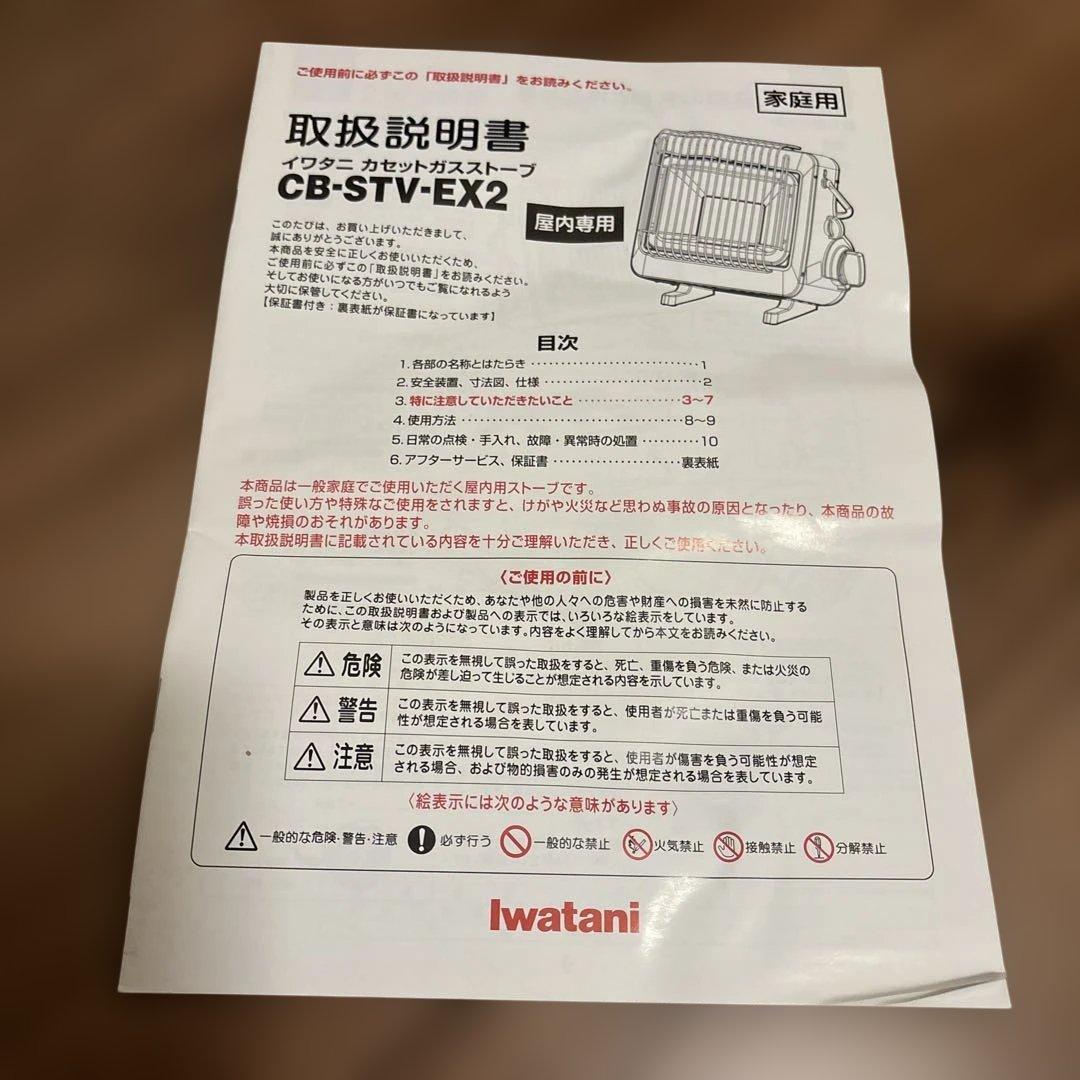 ご使用前に必ずこの「取扱説明書」をお読みください。
家庭用
取扱説明書
イワタニ カセットガスストーブ
CB-STV-EX2
屋内専用
このたびは、お買い上げいただきまして、
誠にありがとうございます。
本商品を安全に正しくお使いいただくため、
ご使用前に必ずこの「取扱説明書」をお読みください。
そしてお使いになる方がいつでもご覧になれるよう
大切に保管してください。
【保証書付き：裏表紙が保証書になっています】
目次
1. 各部の名称とはたらき ・・・・・・・・・・・・・・・・・・・・・・・・・・ 1
2. 安全装置、寸法図、仕様 ・・・・・・・・・・・・・・・・・・・・・・・・ 2
3. 特に注意していただきたいこと ・・・・・・・・・・・・・・・・ 3～7
4. 使用方法 ・・・・・・・・・・・・・・・・・・・・・・・・・・・・・・・・・・ 8～9
5. 日常の点検・手入れ、故障・異常時の処置 ・・・・・・・・・・ 10
6. アフターサービス、保証書 ・・・・・・・・・・・・・・・・・・・ 裏表紙
本商品は一般家庭でご使用いただく屋内用ストーブです。
誤った使い方や特殊なご使用をされますと、けがや火災など思わぬ事故の原因となったり、本商品の故
障や焼損のおそれがあります。
本取扱説明書に記載されている内容を十分ご理解いただき、正しくご使用ください。
〈ご使用の前に〉
製品を正しくお使いいただくため、あなたや他の人々への危害や財産への損害を未然に防止する
ために、この取扱説明書および製品への表示では、いろいろな絵表示をしています。
その表示と意味は次のようになっています。内容をよく理解してから本文をお読みください。
危険 この表示を無視して誤った取扱をすると、死亡、重傷を負う危険、または火災の
危険が差し迫って生じることが想定される内容を示しています。
警告 この表示を無視して誤った取扱をすると、使用者が死亡または重傷を負う可能
性が想定される場合を表しています。
注意 この表示を無視して誤った取扱をすると、使用者が傷害を負う可能性が想定
される場合、および物的損害のみの発生が想定される場合を表しています。
〈絵表示には次のような意味があります〉
一般的な危険・警告・注意 必ず行う 一般的な禁止 火気禁止 接触禁止 分解禁止
Iwatani